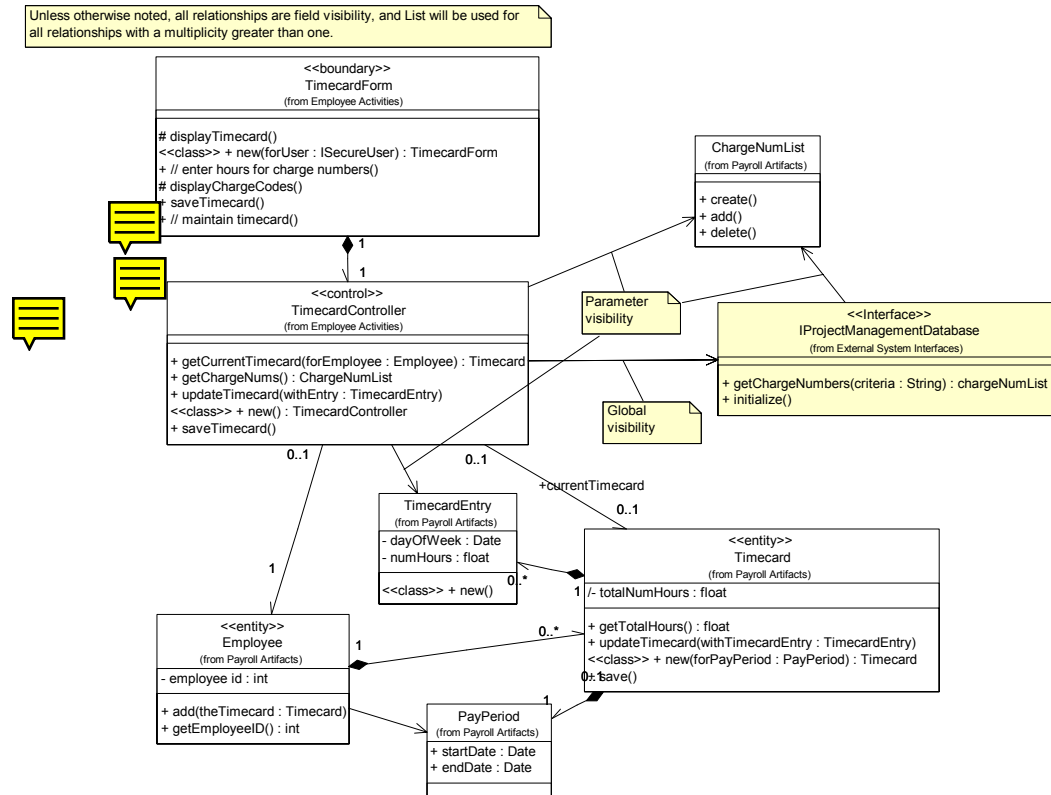 Unless otherwise noted, all relationships are field visibility, and List will be used for
all relationships with a multiplicity greater than one.
<<boundary>>
TimecardForm
(from Employee Activities)
# displayTimecard()
<<class>> + new(forUser : ISecureUser) : TimecardForm
+ // enter hours for charge numbers()
# displayChargeCodes()
+ saveTimecard()
+ // maintain timecard()
ChargeNumList
(from Payroll Artifacts)
+ create()
+ add()
+ delete()
1
1
<<control>>
TimecardController
(from Employee Activities)
+ getCurrentTimecard(forEmployee : Employee) : Timecard
+ getChargeNums() : ChargeNumList
+ updateTimecard(withEntry : TimecardEntry)
<<class>> + new() : TimecardController
+ saveTimecard()
Parameter
visibility
<<Interface>>
IProjectManagementDatabase
(from External System Interfaces)
+ getChargeNumbers(criteria : String) : chargeNumList
+ initialize()
Global
visibility
0..1
0..1
+currentTimecard
0..1
TimecardEntry
(from Payroll Artifacts)
- dayOfWeek : Date
- numHours : float
<<class>> + new()
0..*
1
<<entity>>
Timecard
(from Payroll Artifacts)
/- totalNumHours : float
+ getTotalHours() : float
+ updateTimecard(withTimecardEntry : TimecardEntry)
<<class>> + new(forPayPeriod : PayPeriod) : Timecard
+ save()
0..1
1
1
<<entity>>
Employee
(from Payroll Artifacts)
- employee id : int
+ add(theTimecard : Timecard)
+ getEmployeeID() : int
1
0..*
PayPeriod
(from Payroll Artifacts)
+ startDate : Date
+ endDate : Date